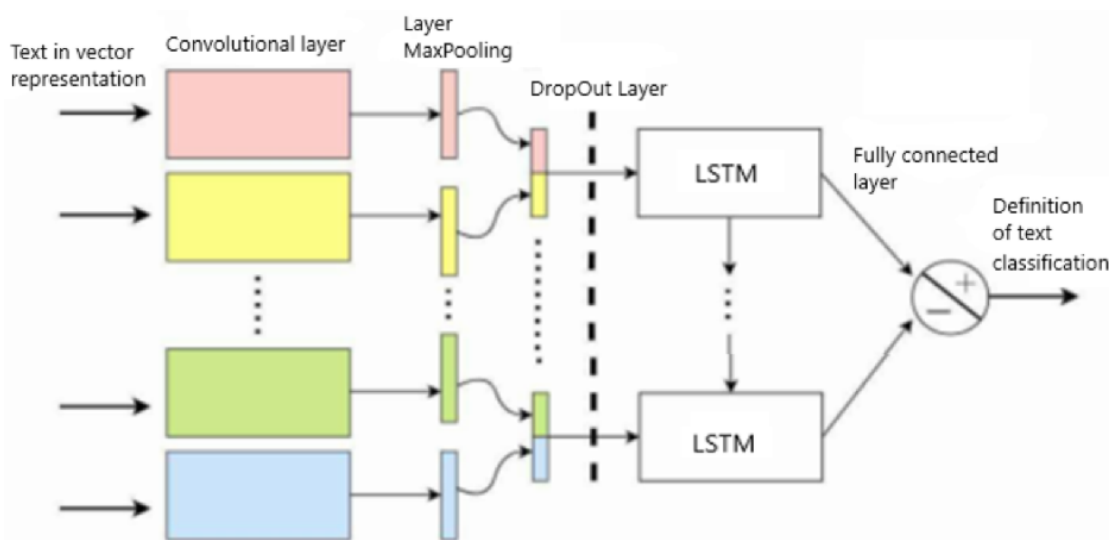 Text in vector
representation
Convolutional layer
Layer
MaxPooling
DropOut Layer
LSTM
LSTM
Fully connected
layer
+
−
Definition
of text
classification